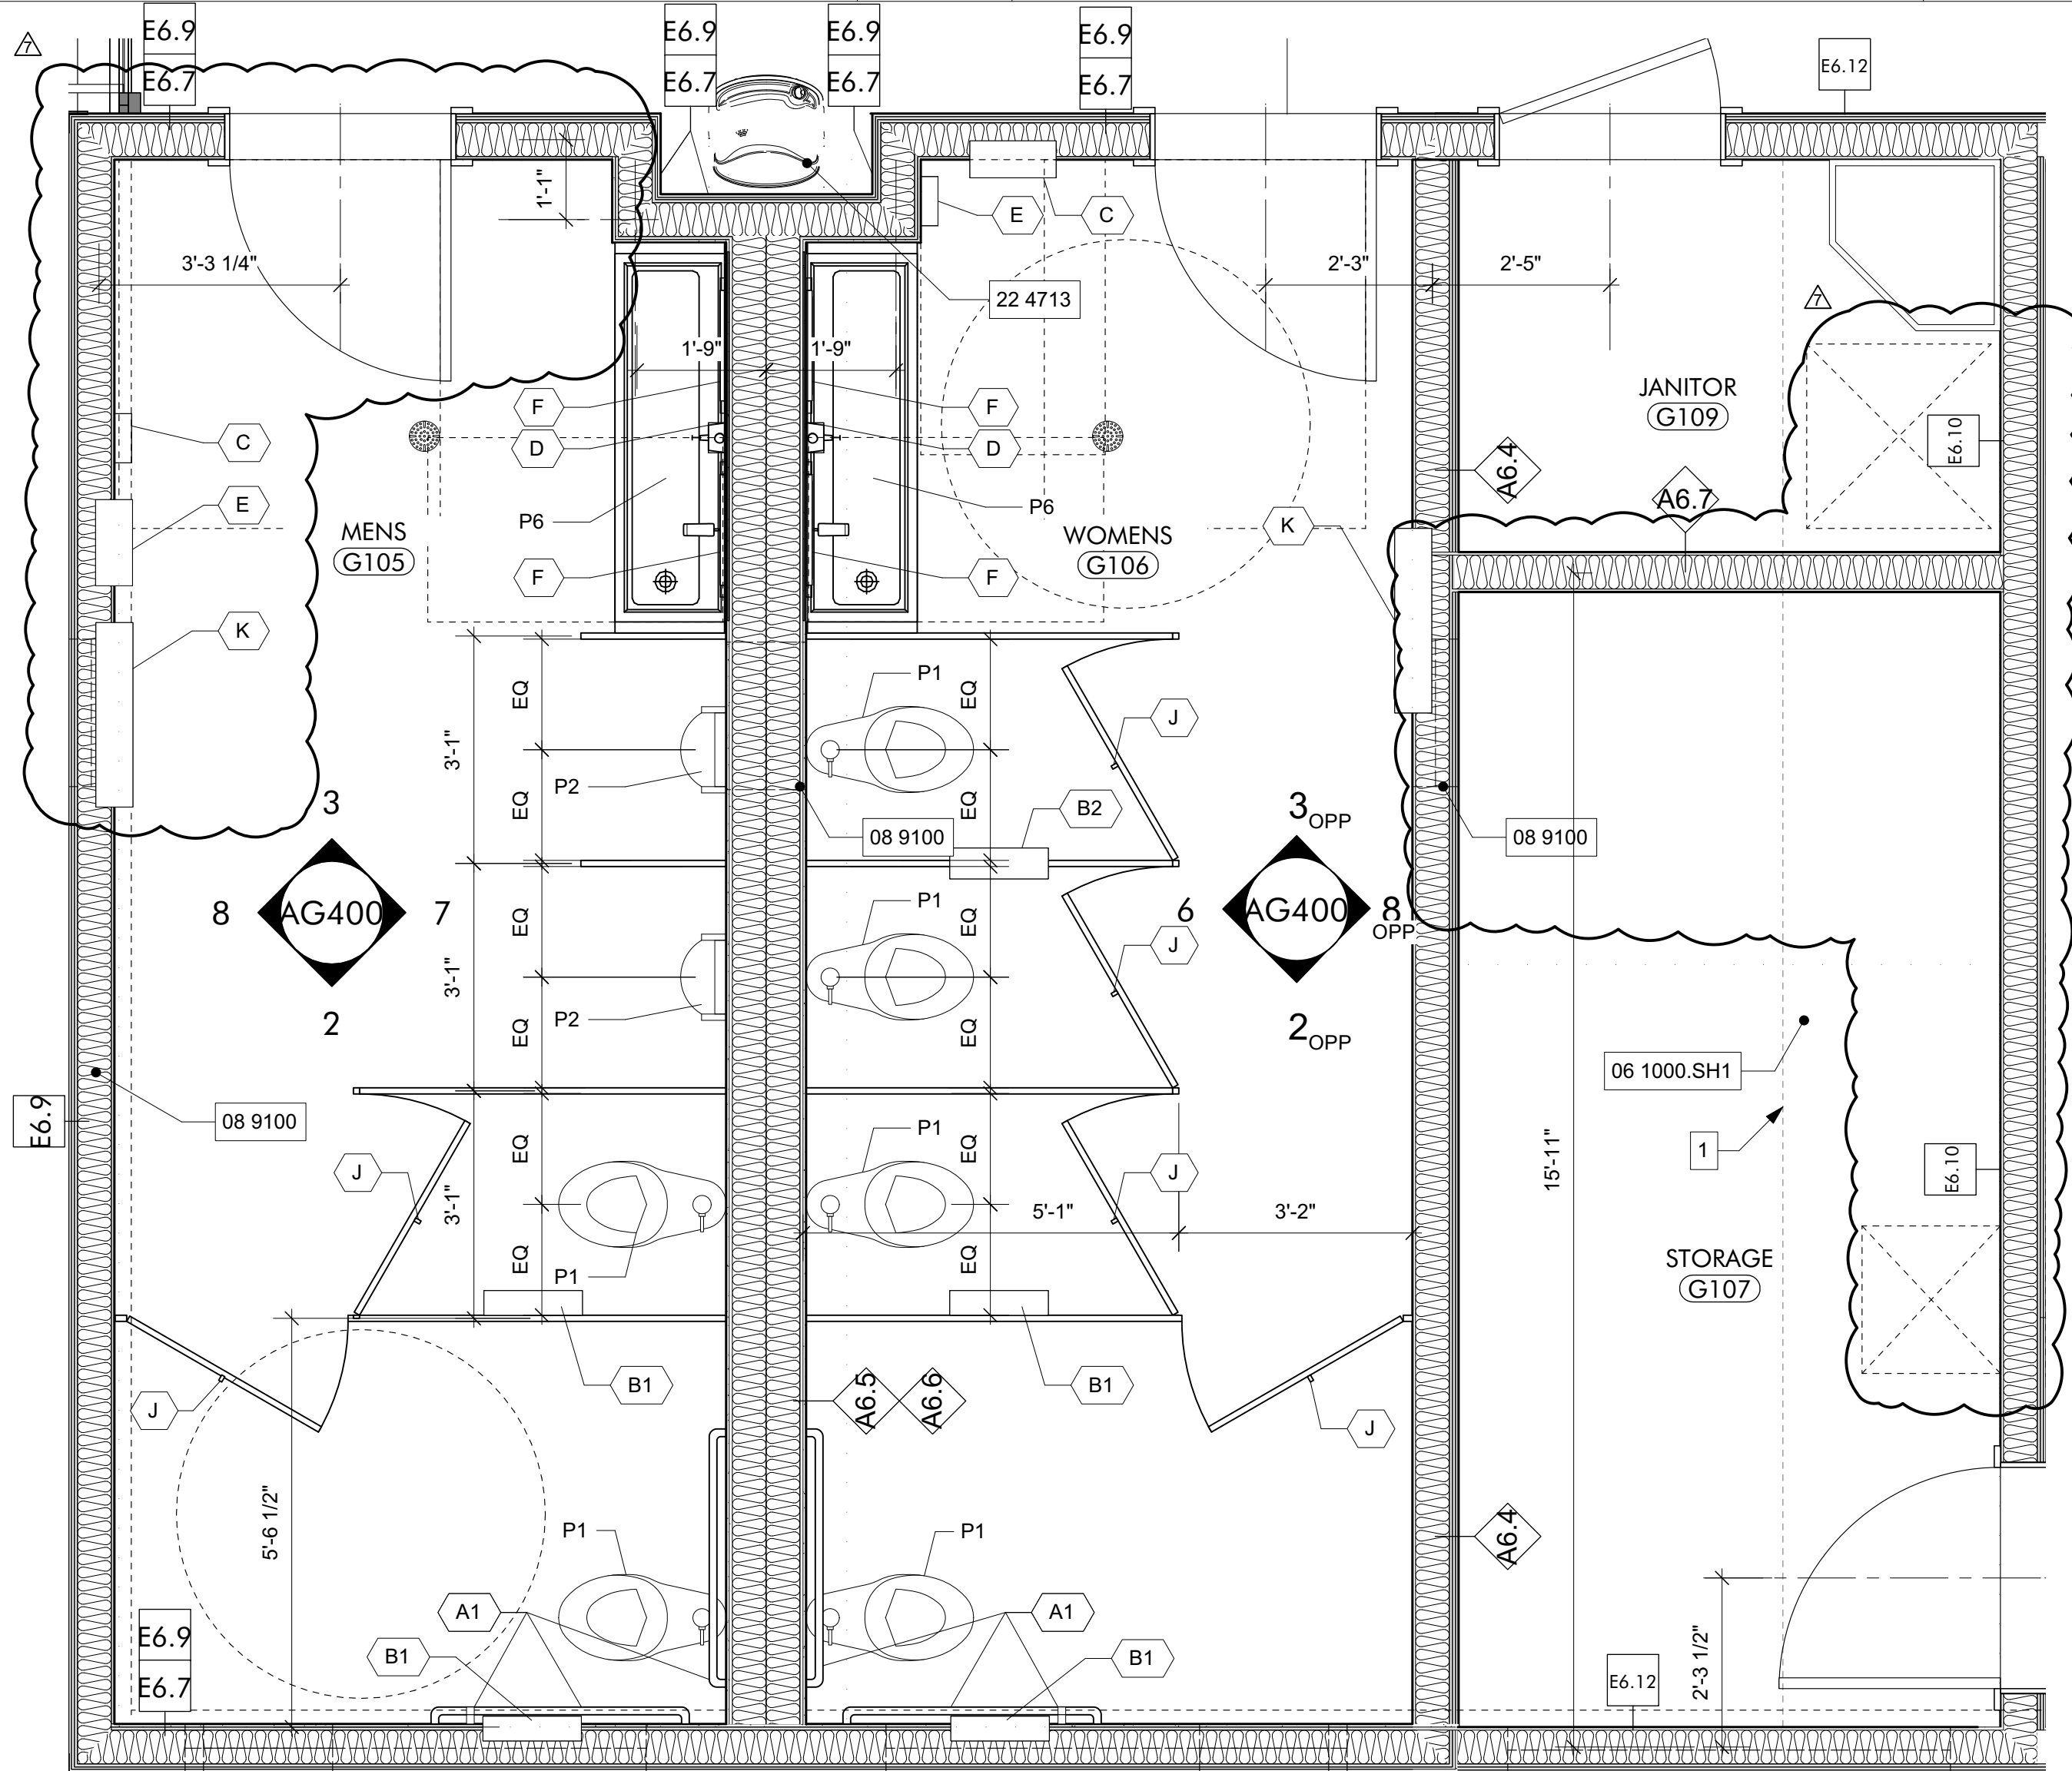 E6.9
E6.7
E6.9
E6.7
E6.9
E6.7
E6.9
E6.7
E6.12
7
1'-1"
E
C
3'-3 1/4"
2'-3"
2'-5"
22 4713
7
1'-9"
1'-9"
JANITOR
G109
F
F
C
D
D
A6.4
E6.10
E
A6.7
P6
P6
MENS
G105
WOMENS
G106
K
F
F
K
P1
EQ
EQ
J
3'-1"
P2
3
EQ
EQ
B2
3 OPP
08 9100
08 9100
8
AG400
7
P1
EQ
EQ
6
AG400
8
OPP
J
3'-1"
2
P2
EQ
EQ
2 OPP
06 1000.SH1
E6.9
08 9100
P1
EQ
EQ
1
15'-11"
J
J
E6.10
3'-1"
5'-1"
3'-2"
EQ
EQ
P1
STORAGE
G107
B1
B1
J
A6.5
A6.6
J
5'-6 1/2"
P1
P1
A6.4
A1
A1
E6.9
E6.7
B1
B1
E6.12
2'-3 1/2"